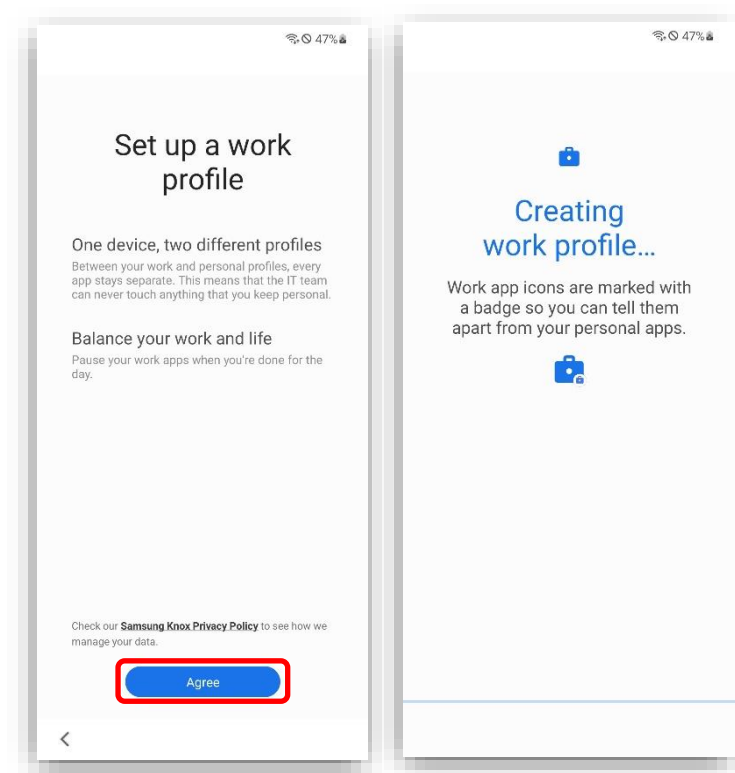 47%
Set up a work
profile
One device, two different profiles
Between your work and personal profiles, every
app stays separate. This means that the IT team
can never touch anything that you keep personal.
Balance your work and life
Pause your work apps when you're done for the
day.
Check our Samsung Knox Privacy Policy to see how we
manage your data.
Agree
47%
Creating
work profile...
Work app icons are marked with
a badge so you can tell them
apart from your personal apps.